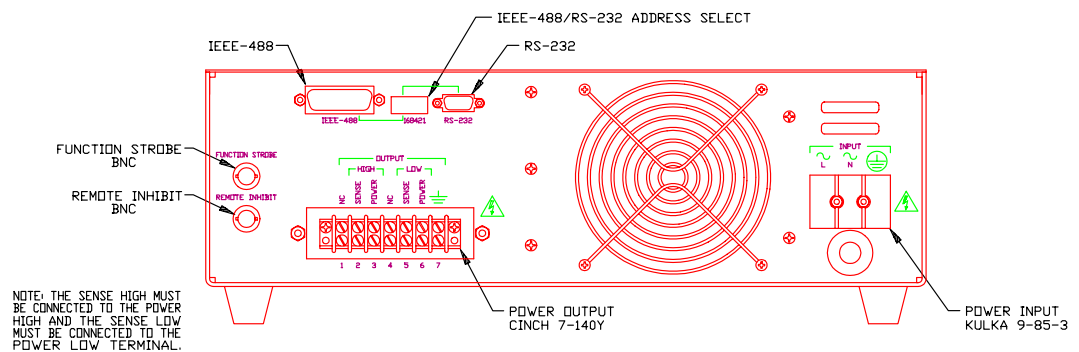 IEEE-488/RS-232 ADDRESS SELECT
IEEE-488
RS-232
IEEE-488
168421
RS-232
FUNCTION STROBE
BNC
FUNCTION STROBE
REMOTE INHIBIT
BNC
REMOTE INHIBIT
OUTPUT
HIGH
LOW
NC
SENSE
POWER
NC
SENSE
POWER
1 2 3 4 5 6 7
INPUT
L
N
NOTE: THE SENSE HIGH MUST
BE CONNECTED TO THE POWER
HIGH AND THE SENSE LOW
MUST BE CONNECTED TO THE
POWER LOW TERMINAL.
POWER OUTPUT
CINCH 7-140Y
POWER INPUT
KULKA 9-85-3